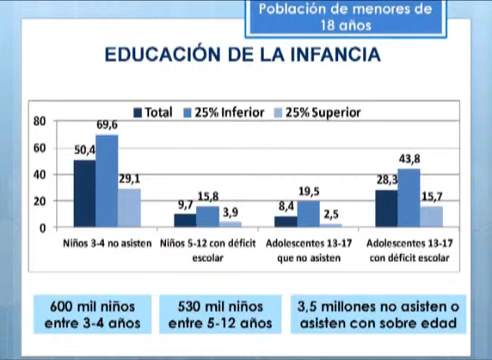 Población de menores de
18 años
EDUCACIÓN DE LA INFANCIA
Total 25% Inferior 25% Superior
80
60
40
20
0
50,4
69,6
29,1
9,7
15,8
3,9
8,4
19,5
2,5
28,3
43,8
15,7
Niños 3-4 no asisten
Niños 5-12 con déficit
escolar
Adolescentes 13-17
que no asisten
Adolescentes 13-17
con déficit escolar
600 mil niños
entre 3-4 años
530 mil niños
entre 5-12 años
3,5 millones no asisten o
asisten con sobre edad